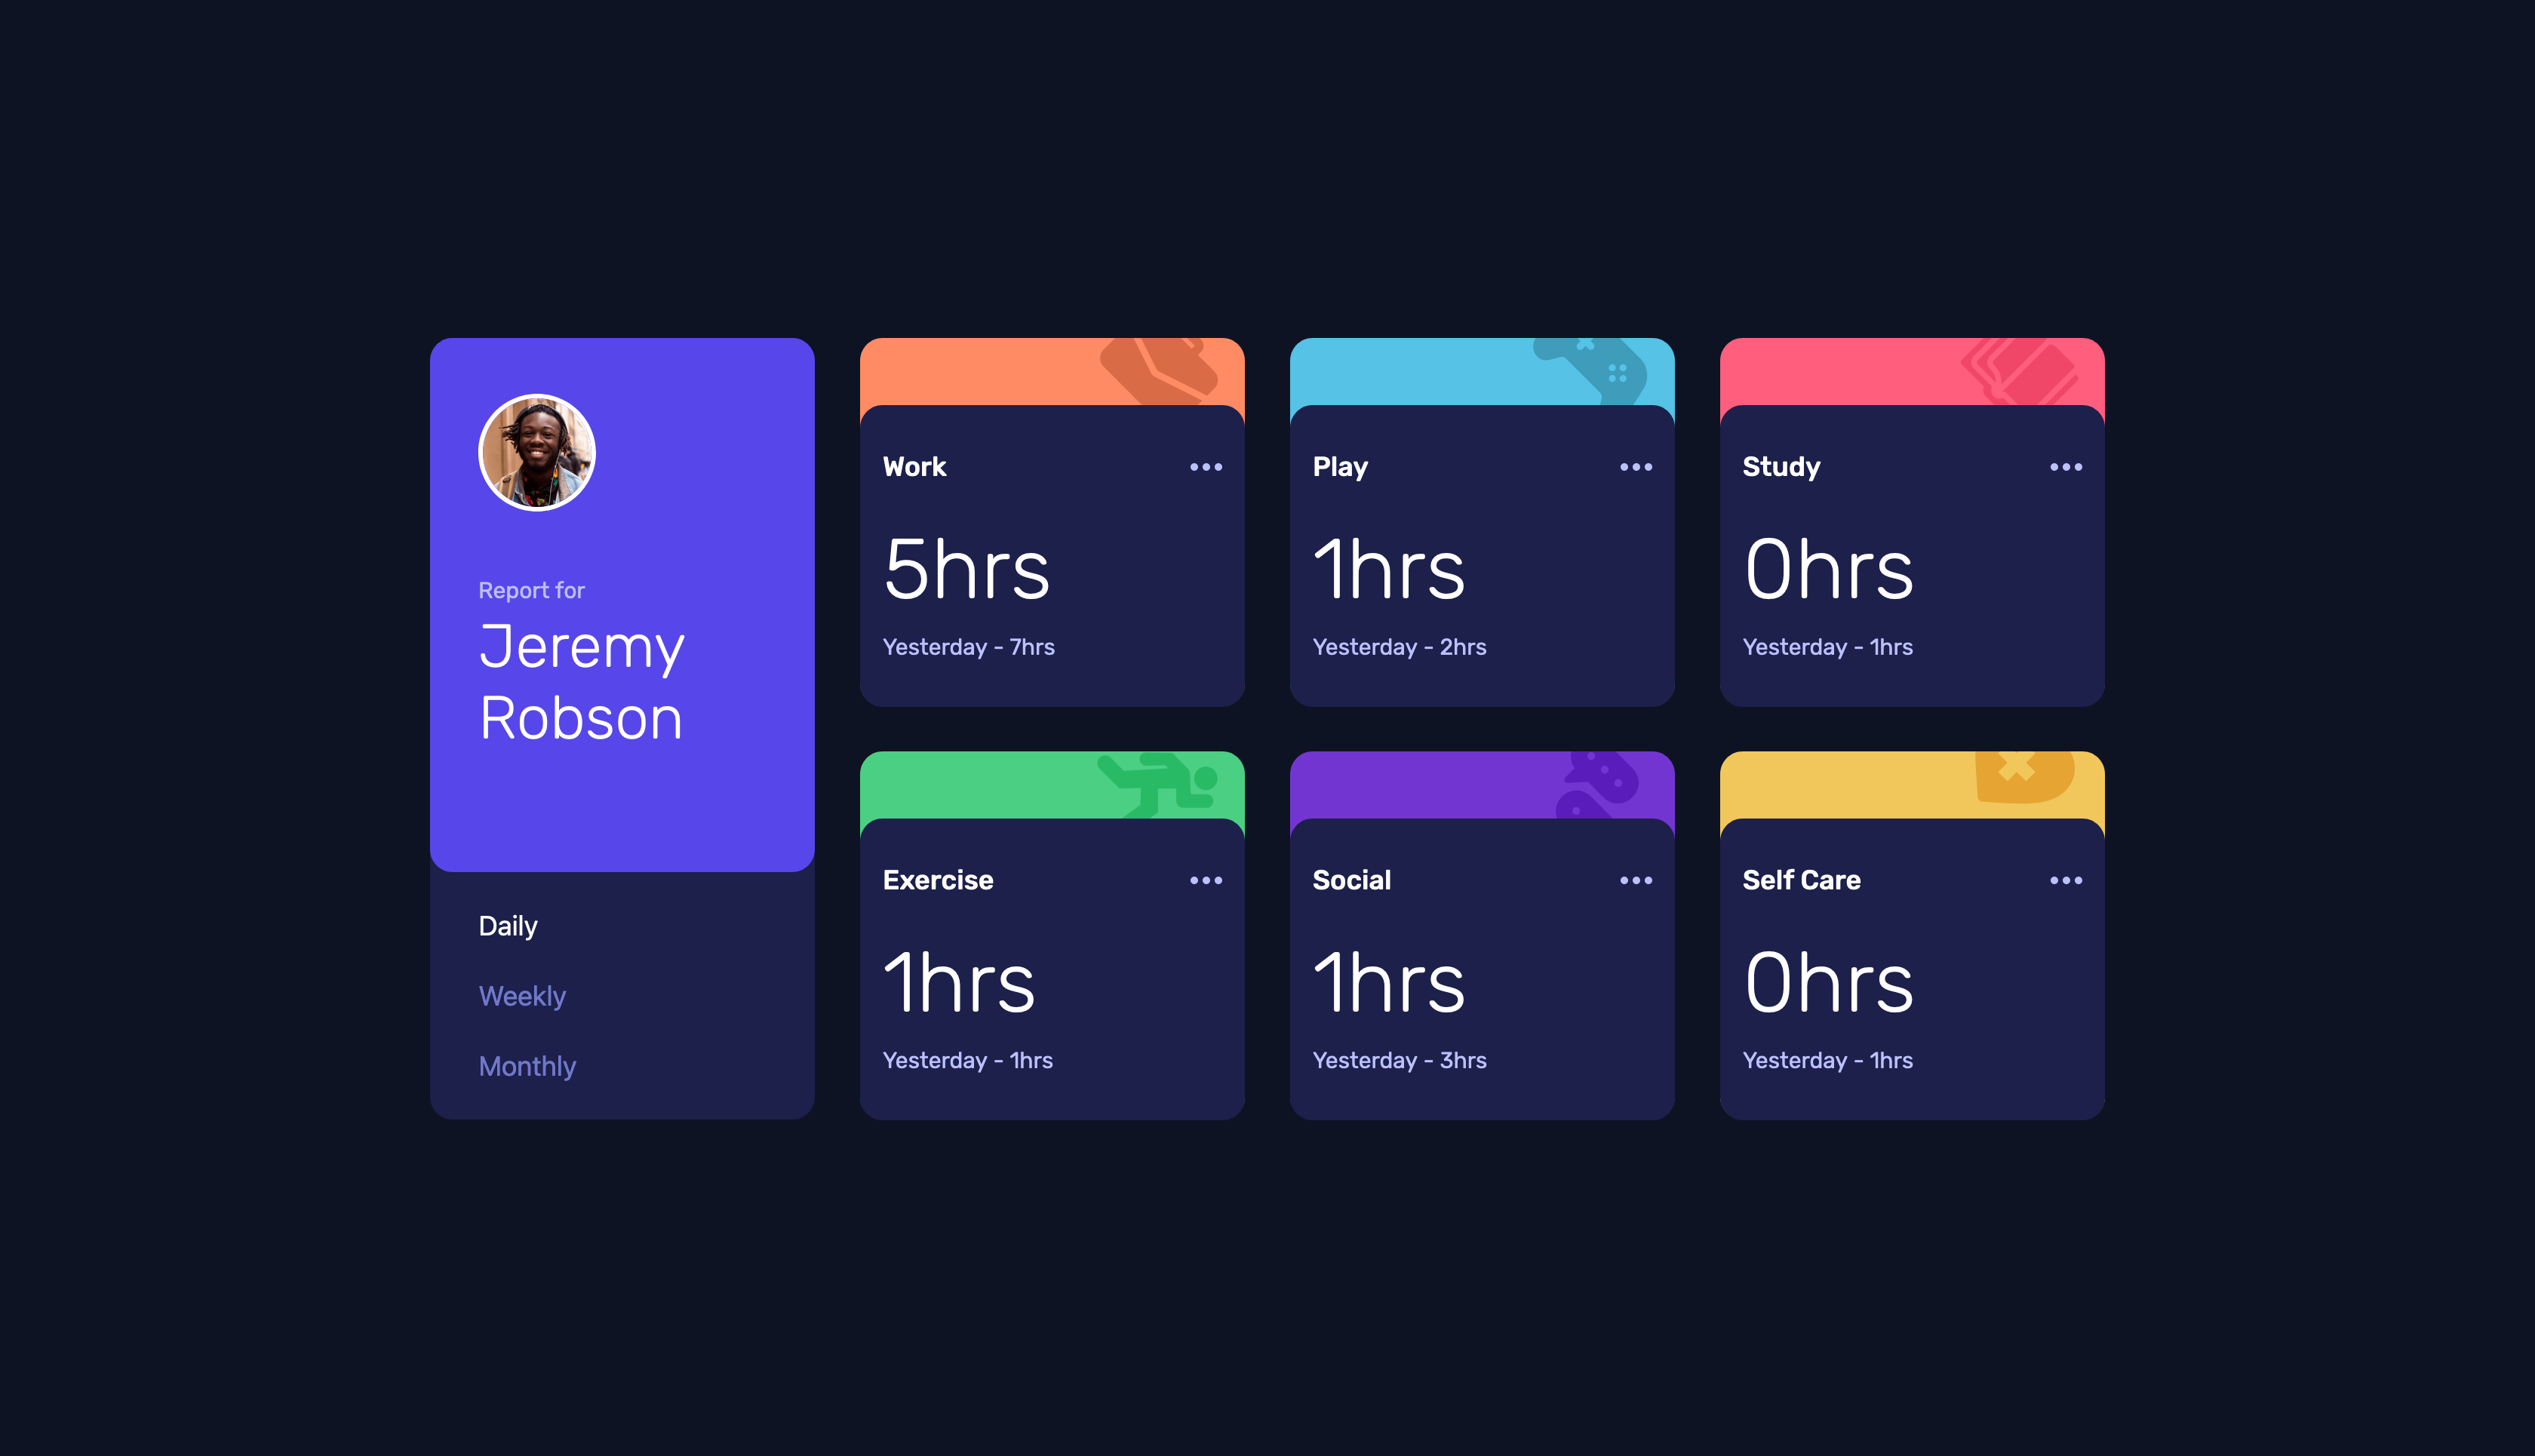 Report for
Jeremy
Robson
Daily
Weekly
Monthly
Work
5hrs
Yesterday - 7hrs
Play
1hrs
Yesterday - 2hrs
Study
0hrs
Yesterday - 1hrs
Exercise
1hrs
Yesterday - 1hrs
Social
1hrs
Yesterday - 3hrs
Self Care
0hrs
Yesterday - 1hrs